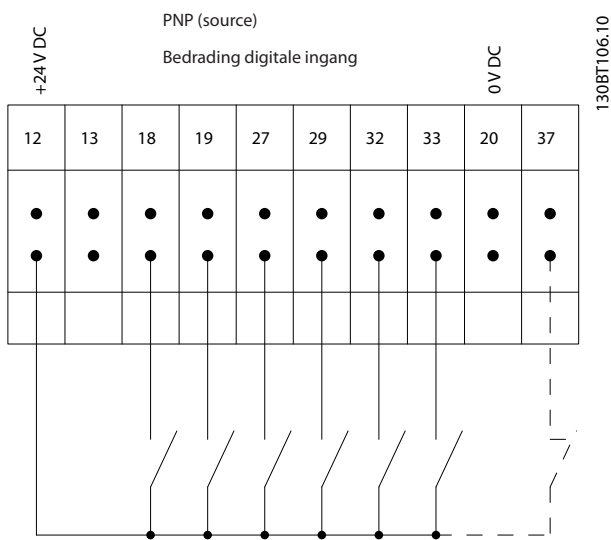 PNP (source)
Bedrading digitale ingang
+24 V DC
0 V DC
130BT106.10
12 13 18 19 27 29 32 33 20 37